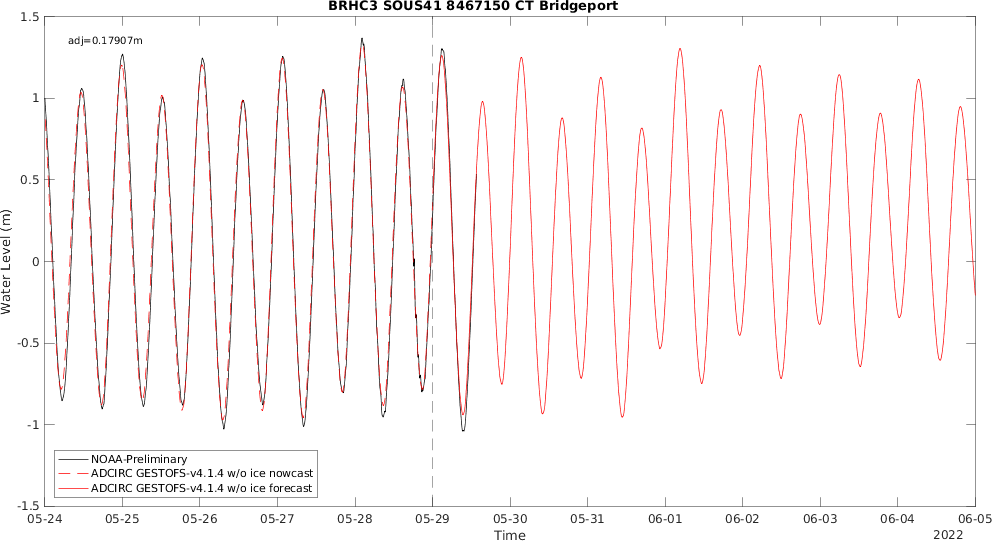 BRHC3 SOUS41 8467150 CT Bridgeport
adj=0.17907m
1.5
1
0.5
0
-0.5
-1
-1.5
Water Level (m)
NOAA-Preliminary
ADCIRC GESTOFS-v4.1.4 w/o ice nowcast
ADCIRC GESTOFS-v4.1.4 w/o ice forecast
05-24 05-25 05-26 05-27 05-28 05-29 05-30 05-31 06-01 06-02 06-03 06-04 06-05
Time
2022